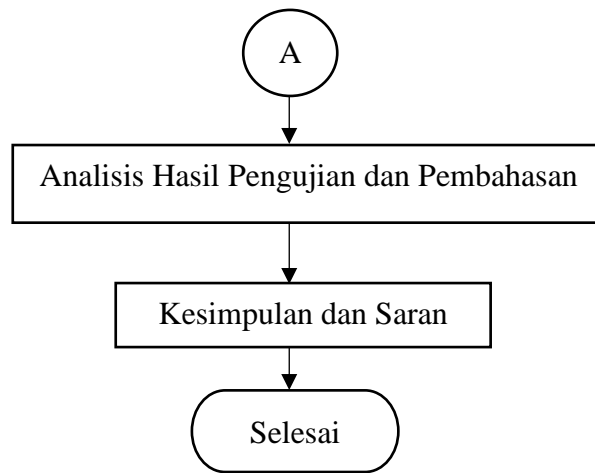 A
Analisis Hasil Pengujian dan Pembahasan
Kesimpulan dan Saran
Selesai